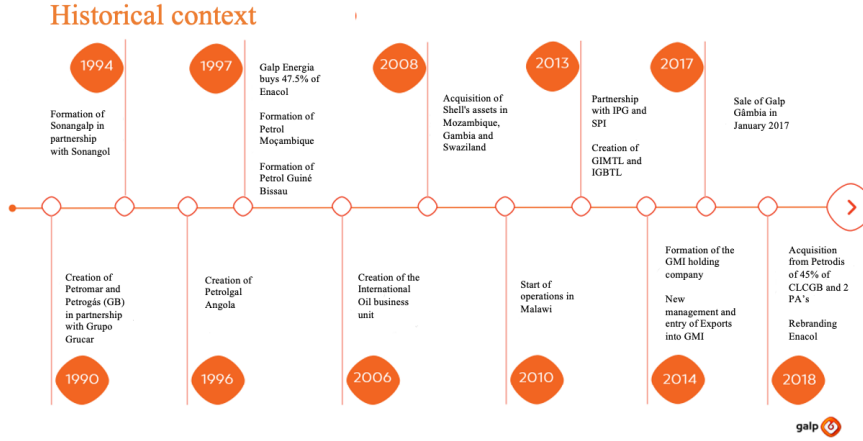 Historical context
1994
1997
2008
2013
2017
Formation of
Sonangalp in
partnership
with Sonangol
Galp Energia
buys 47.5% of
Enacol
Formation of
Petrol
Moçambique
Formation of
Petrol Guiné
Bissau
Acquisition of
Shell's assets in
Mozambique,
Gambia and
Swaziland
Partnership
with IPG and
SPI
Creation of
GIMTL and
IGBTL
Sale of Galp
Gâmbia in
January 2017
Creation of
Petromar and
Petrogás (GB)
in partnership
with Grupo
Grucar
Creation of
Petrolgal
Angola
Creation of the
International
Oil business
unit
Start of
operations in
Malawi
Formation of the
GMI holding
company
New
management and
entry of Exports
into GMI
Acquisition
from Petrodis
of 45% of
CLCGB and 2
PA's
Rebranding
Enacol
1990
1996
2006
2010
2014
2018
galp